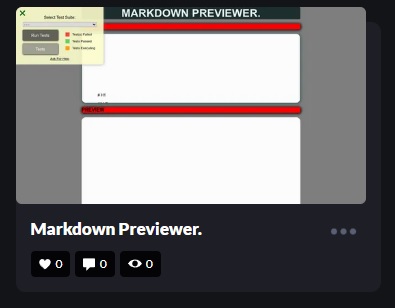 MARKDOWN PREVIEWER.
Select Test Suite:
Run Tests
Tests
Tests Failed
Tests Passed
Tests Executing
PREVIEW
Markdown Previewer.
0
0
0